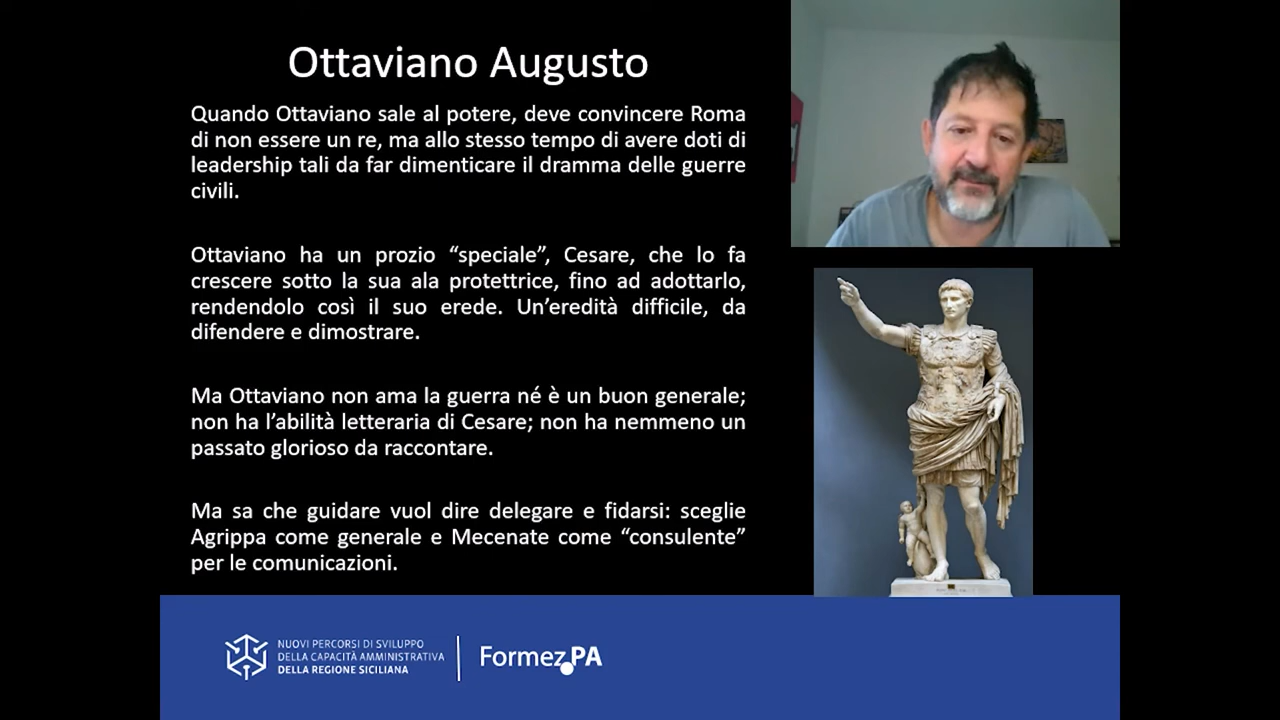 Ottaviano Augusto
Quando Ottaviano sale al potere, deve convincere Roma
di non essere un re, ma allo stesso tempo di avere doti di
leadership tali da far dimenticare il dramma delle guerre
civili.
Ottaviano ha un prozio “speciale”, Cesare, che lo fa
crescere sotto la sua ala protettrice, fino ad adottarlo,
rendendolo così il suo erede. Un’eredità difficile, da
difendere e dimostrare.
Ma Ottaviano non ama la guerra né è un buon generale;
non ha l’abilità letteraria di Cesare; non ha nemmeno un
passato glorioso da raccontare.
Ma sa che guidare vuol dire delegare e fidarsi: sceglie
Agrippa come generale e Mecenate come “consulente”
per le comunicazioni.
NUOVI PERCORSI DI SVILUPPO
DELLA CAPACITÀ AMMINISTRATIVA
DELLA REGIONE SICILIANA
Formez PA